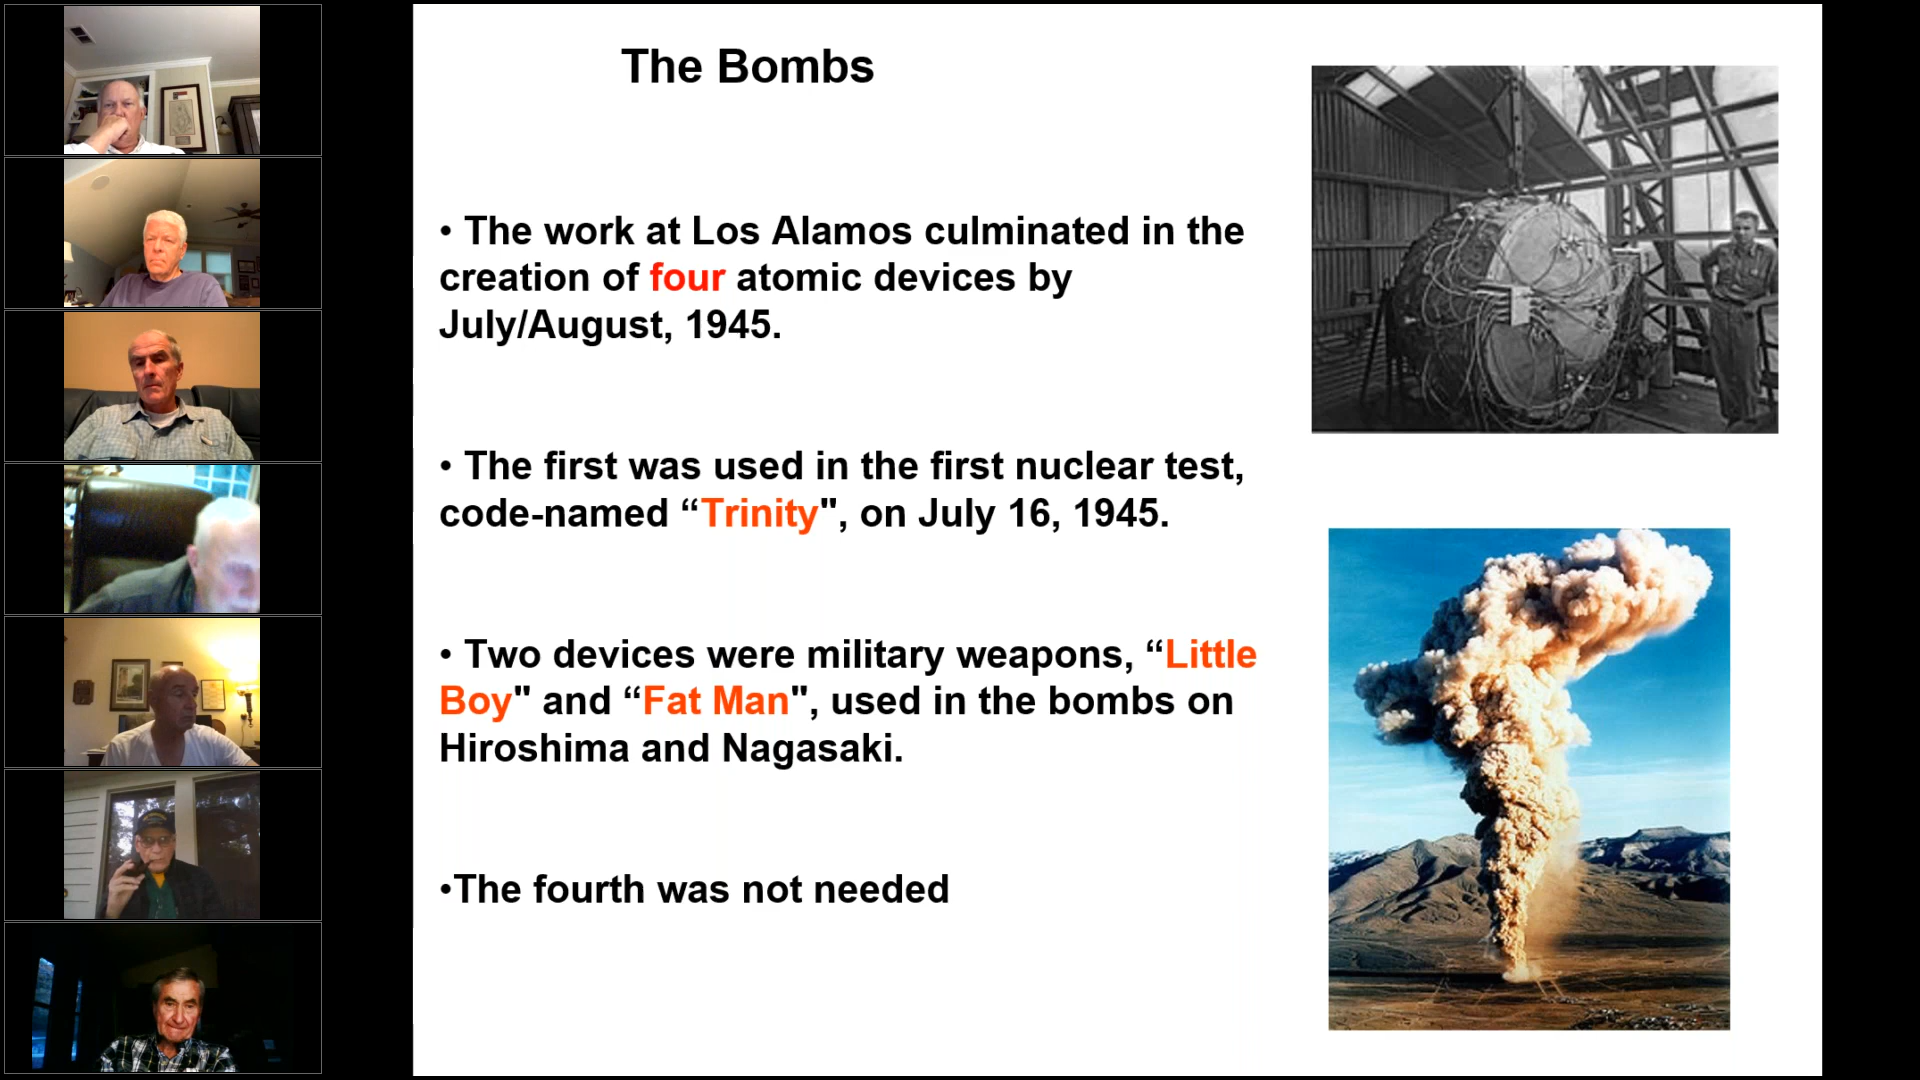 The Bombs
• The work at Los Alamos culminated in the
creation of four atomic devices by
July/August, 1945.
• The first was used in the first nuclear test,
code-named “Trinity", on July 16, 1945.
• Two devices were military weapons, “Little
Boy" and “Fat Man", used in the bombs on
Hiroshima and Nagasaki.
•The fourth was not needed